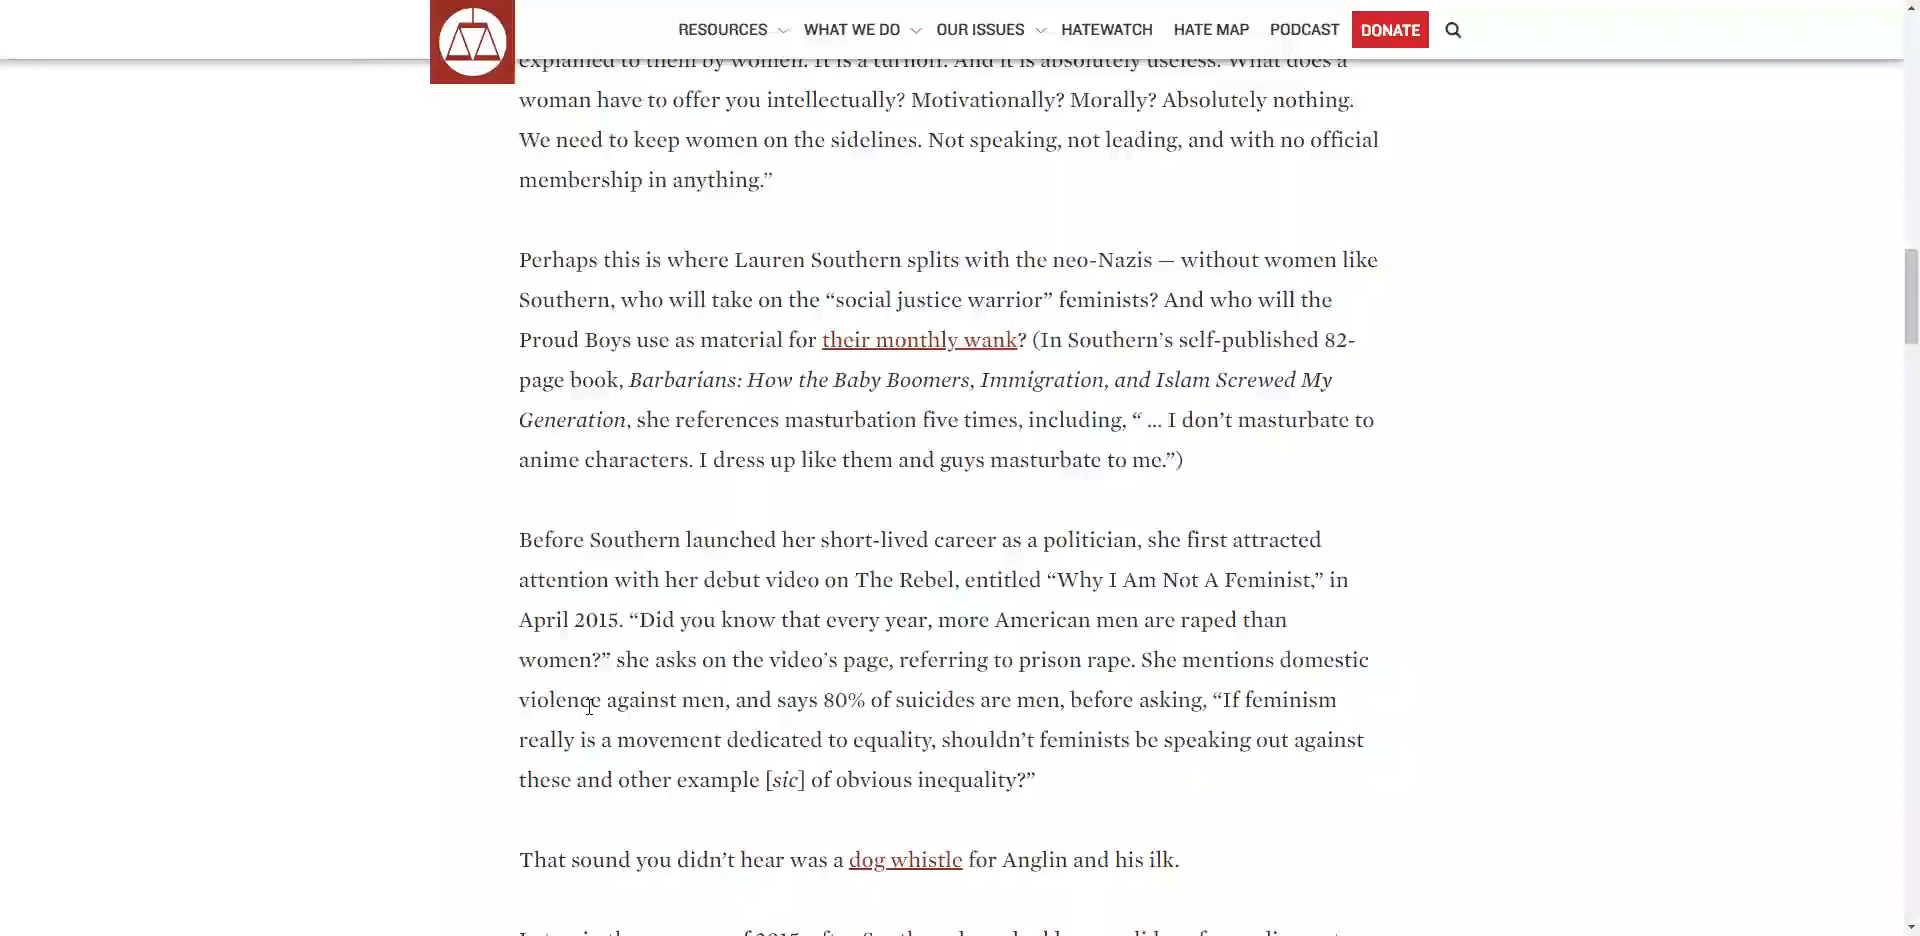 RESOURCES WHAT WE DO OUR ISSUES HATEWATCH HATE MAP PODCAST DONATE
explained to them by women. It is a turnoff. And it is absolutely useless. What does a
woman have to offer you intellectually? Motivationally? Morally? Absolutely nothing.
We need to keep women on the sidelines. Not speaking, not leading, and with no official
membership in anything.”
Perhaps this is where Lauren Southern splits with the neo-Nazis — without women like
Southern, who will take on the “social justice warrior” feminists? And who will the
Proud Boys use as material for their monthly wank? (In Southern’s self-published 82-
page book, Barbarians: How the Baby Boomers, Immigration, and Islam Screwed My
Generation, she references masturbation five times, including, “ ... I don’t masturbate to
anime characters. I dress up like them and guys masturbate to me.”)
Before Southern launched her short-lived career as a politician, she first attracted
attention with her debut video on The Rebel, entitled “Why I Am Not A Feminist,” in
April 2015. “Did you know that every year, more American men are raped than
women?” she asks on the video’s page, referring to prison rape. She mentions domestic
violence against men, and says 80% of suicides are men, before asking, “If feminism
really is a movement dedicated to equality, shouldn’t feminists be speaking out against
these and other example [sic] of obvious inequality?”
That sound you didn’t hear was a dog whistle for Anglin and his ilk.